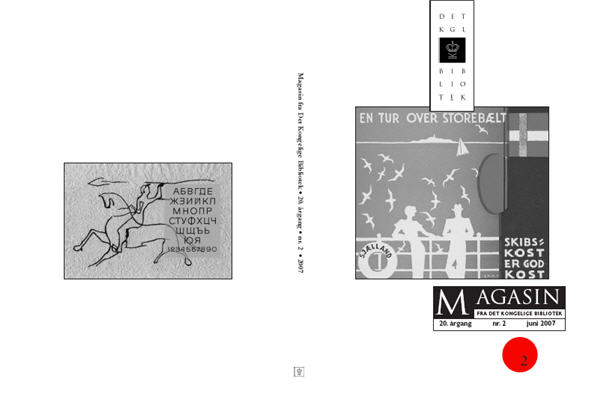 АБВГДЕ
ЖЗИЙКЛ
МНОПР
СТУФХЦЧ
ШЩЪЬ
ЮЯ
1234567890
Magasin fra Det Kongelige Bibliotek • 20. årgang • nr. 2 • 2007
DET
KGL
BIBLIOTEK
EN TUR OVER STOREBÆLT
SJÆLLAND
1
SKIBS=
KOST
ER GOD
KOST
MAGASIN
FRA DET KONGELIGE BIBLIOTEK
20. årgang nr. 2 juni 2007
2